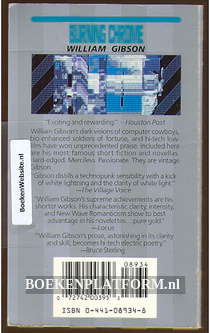 BURNING CHROME
WILLIAM GIBSON
"Exciting and rewarding." - Houston Post
William Gibson's dark visions of computer cowboys,
bio-enhanced soldiers of fortune, and hi-tech low
lifes have won unprecedented praise. Included here
are his most famous short fiction and novellas
Hard-edged. Merciless. Passionate. They are vintage
Gibson.
"Gibson distills a technopunk sensibility with a kick
of white lightning and the clarity of white light"
—The Village Voice
"William Gibson's supreme achievements are his
shorter works. His characteristic clarity, intensity
and New Wave Romanticism show to best
advantage in his novelettes ...pure gold!"
—Locus
"William Gibson's prose, astonishing in its clarity
and skill, becomes hi-tech electric poetry."
—Bruce Sterling
BoekenWebsite.nl
08934
BOEKENPLATFORM.nl
0 72742 00395
ISBN 0-441-08934-8